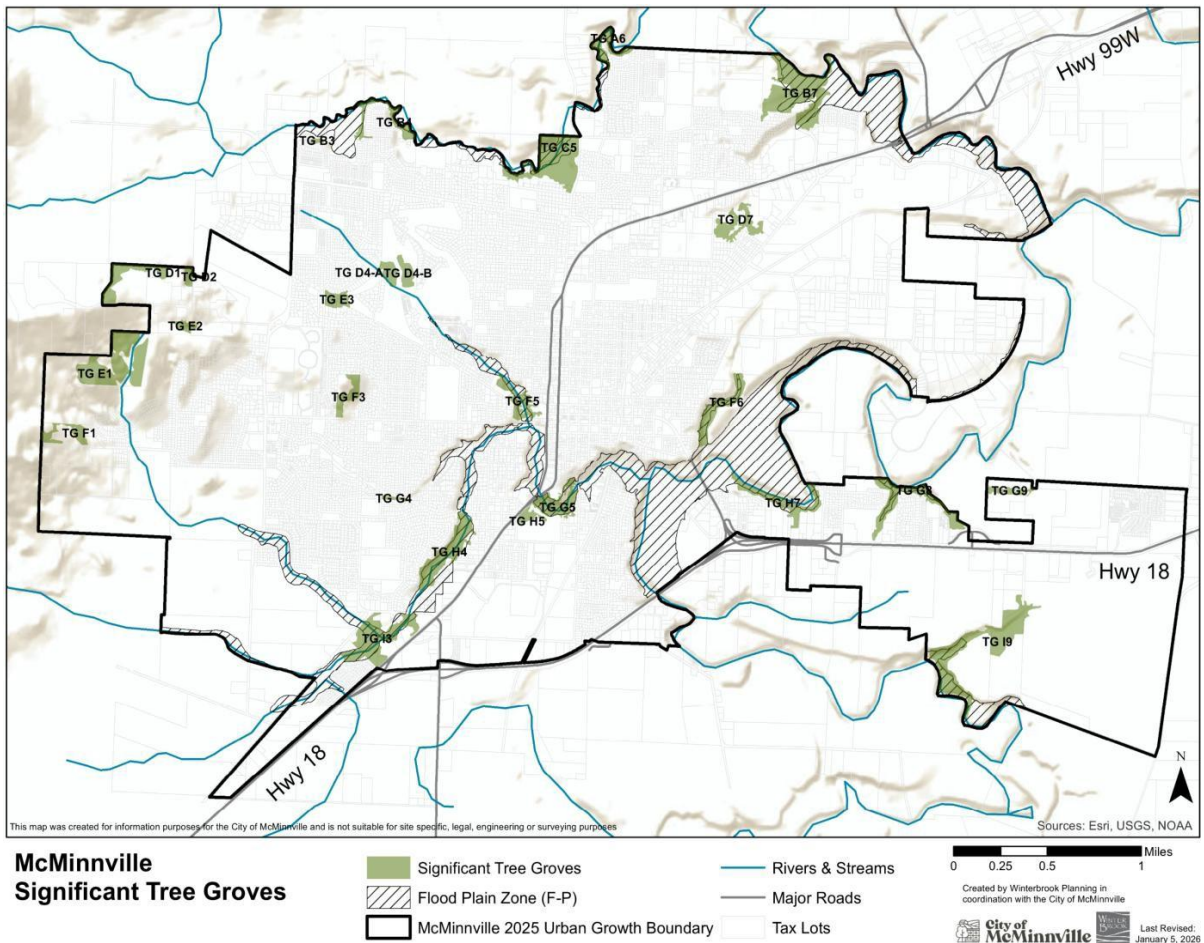 TG A6
Hwy 99W
TG B7
TG B3
TG B4
TG C5
TG D7
TG D1
TG D2
TG D4-A
TG D4-B
TG E3
TG E2
TG E1
TG F3
TG F5
TG F6
TG F1
TG G4
TG G5
TG H5
TG H7
TG G8
TG G9
TG H4
Hwy 18
TG I3
TG I9
Hwy 18
N
This map was created for information purposes for the City of McMinnville and is not suitable for site specific, legal, engineering or surveying purposes
Sources: Esri, USGS, NOAA
McMinnville
Significant Tree Groves
Significant Tree Groves
Flood Plain Zone (F-P)
McMinnville 2025 Urban Growth Boundary
Rivers & Streams
Major Roads
Tax Lots
Miles
0 0.25 0.5 1
Created by Winterbrook Planning in
coordination with the City of McMinnville
City of
McMinnville
WINTER
BROOK
Last Revised:
January 5, 2026